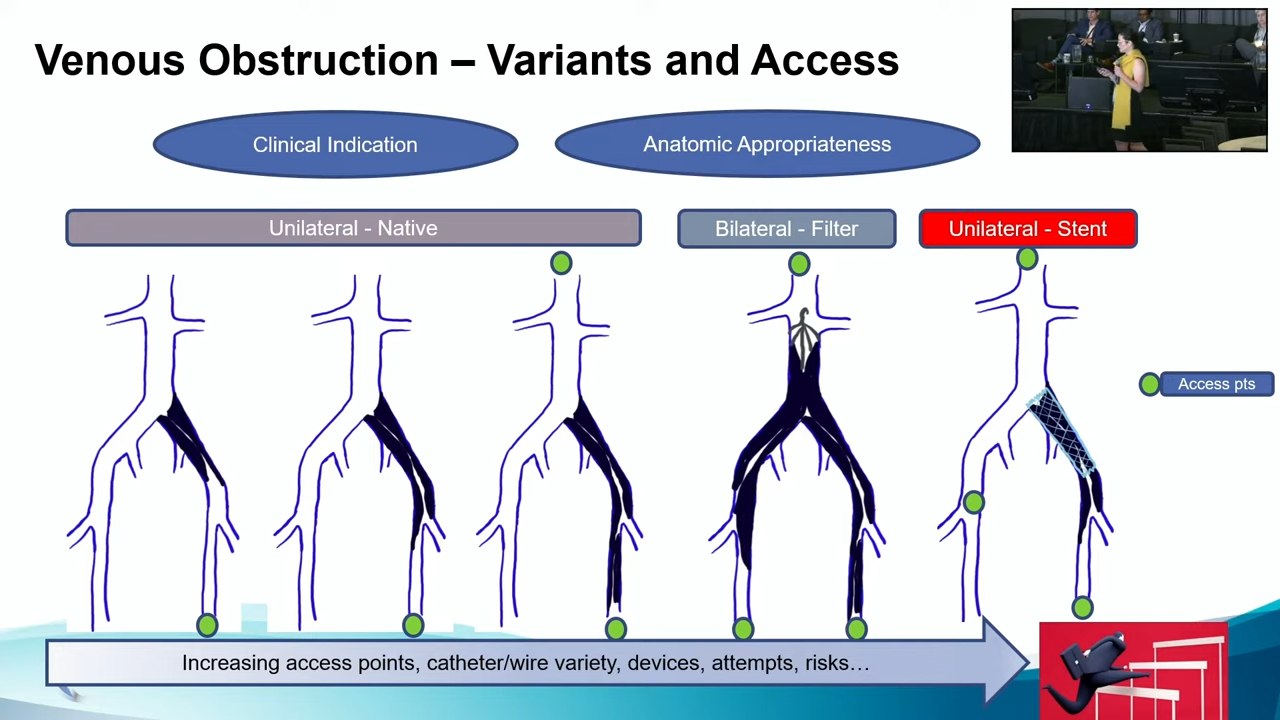 Venous Obstruction – Variants and Access
Clinical Indication
Anatomic Appropriateness
Unilateral - Native
Bilateral - Filter
Unilateral - Stent
Access pts
Increasing access points, catheter/wire variety, devices, attempts, risks…